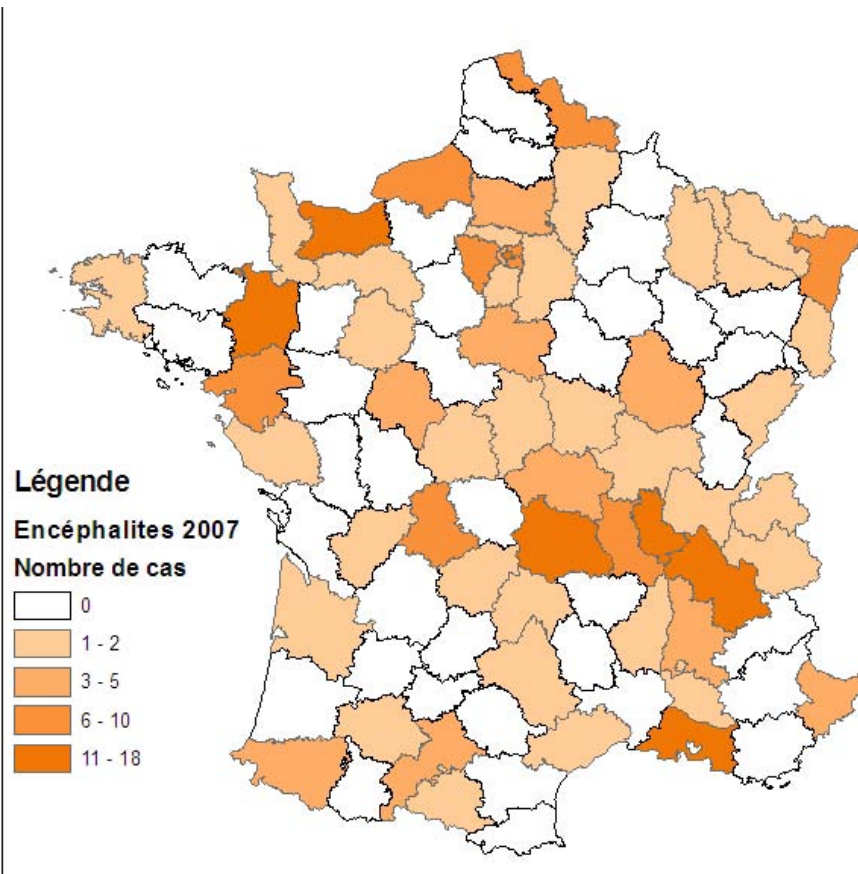 Légende
Encéphalites 2007
Nombre de cas
0
1 - 2
3 - 5
6 - 10
11 - 18